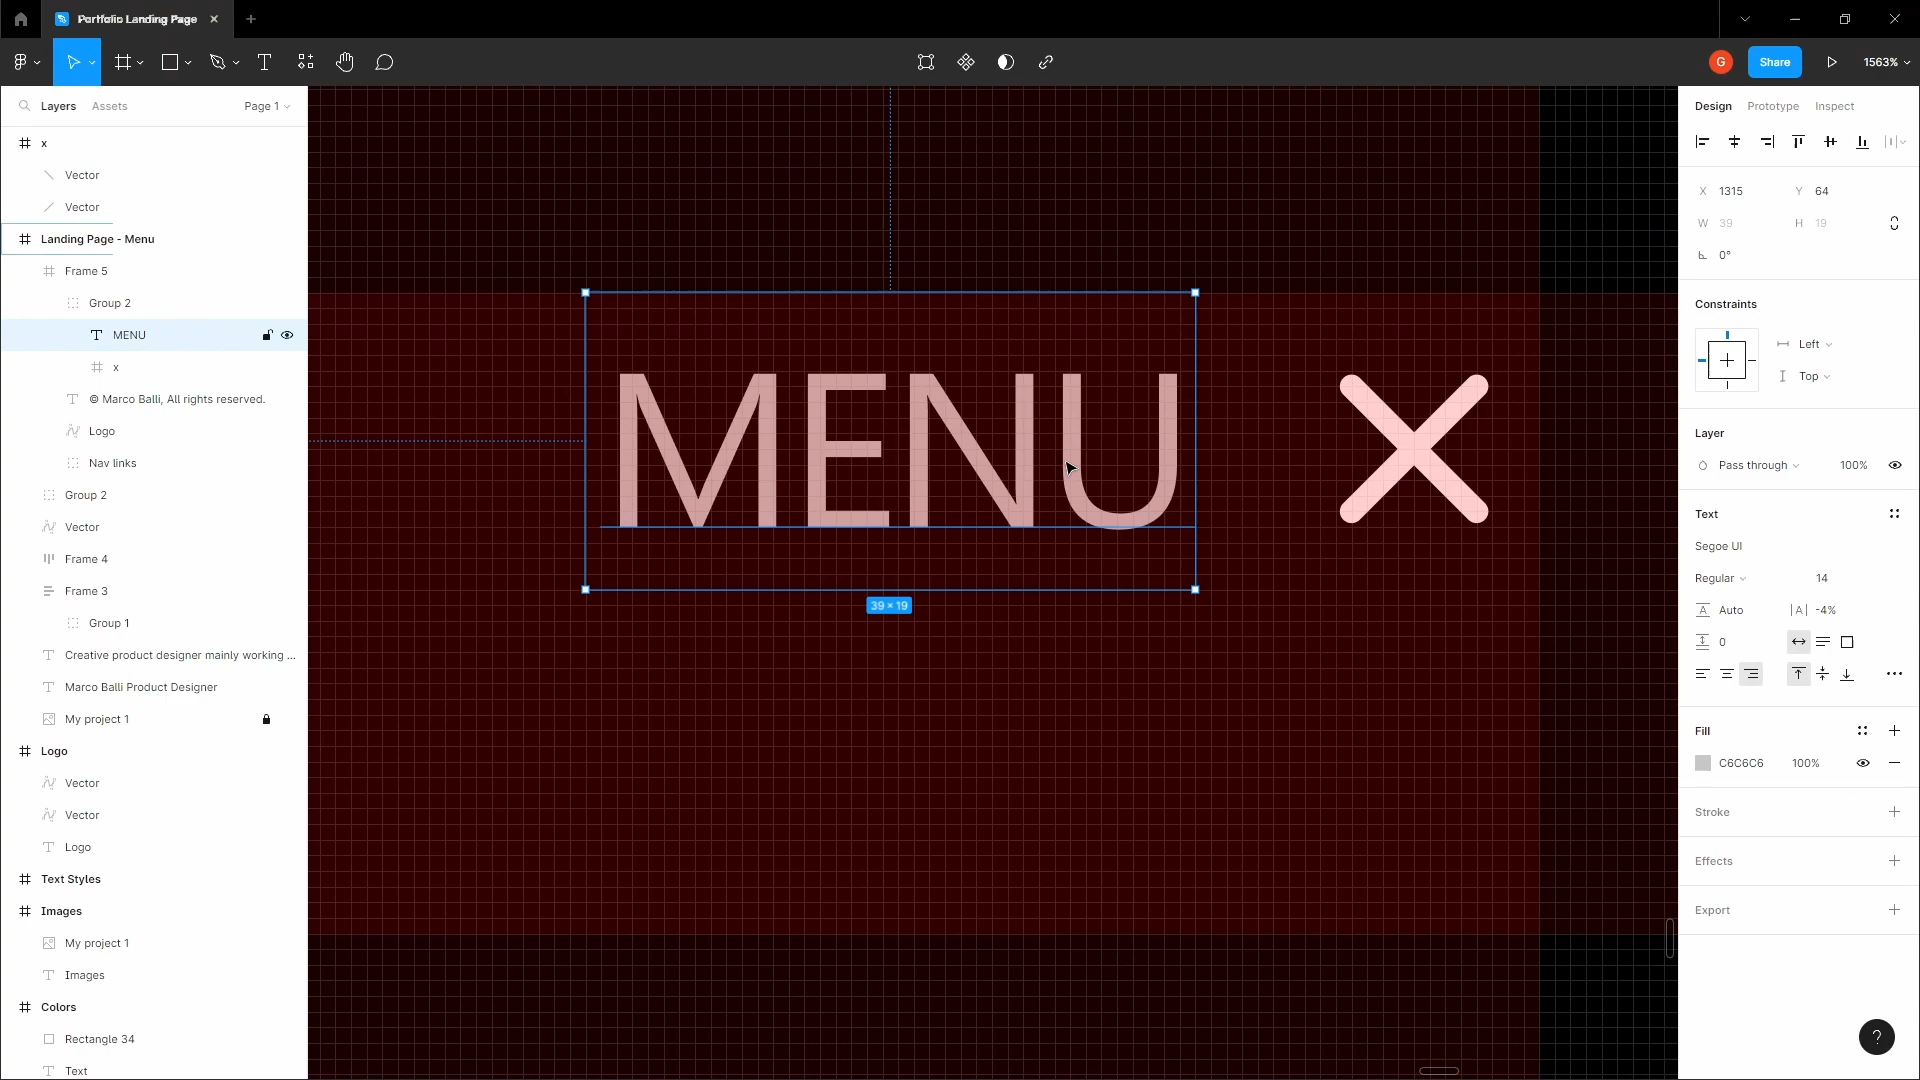 Portfolio Landing Page
G
Share
1563%
Layers
Assets
Page 1
x
Vector
Vector
Landing Page - Menu
Frame 5
Group 2
MENU
x
© Marco Balli, All rights reserved.
Logo
Nav links
Group 2
Vector
Frame 4
Frame 3
Group 1
Creative product designer mainly working ...
Marco Balli Product Designer
My project 1
Logo
Vector
Vector
Logo
Text Styles
Images
My project 1
Images
Colors
Rectangle 34
Text
MENU
39 × 19
Design
Prototype
Inspect
X 1315
Y 64
W 39
H 19
0°
Constraints
Left
Top
Layer
Pass through
100%
Text
Segoe UI
Regular
14
A Auto
|A| -4%
0
Fill
C6C6C6
100%
Stroke
Effects
Export
?